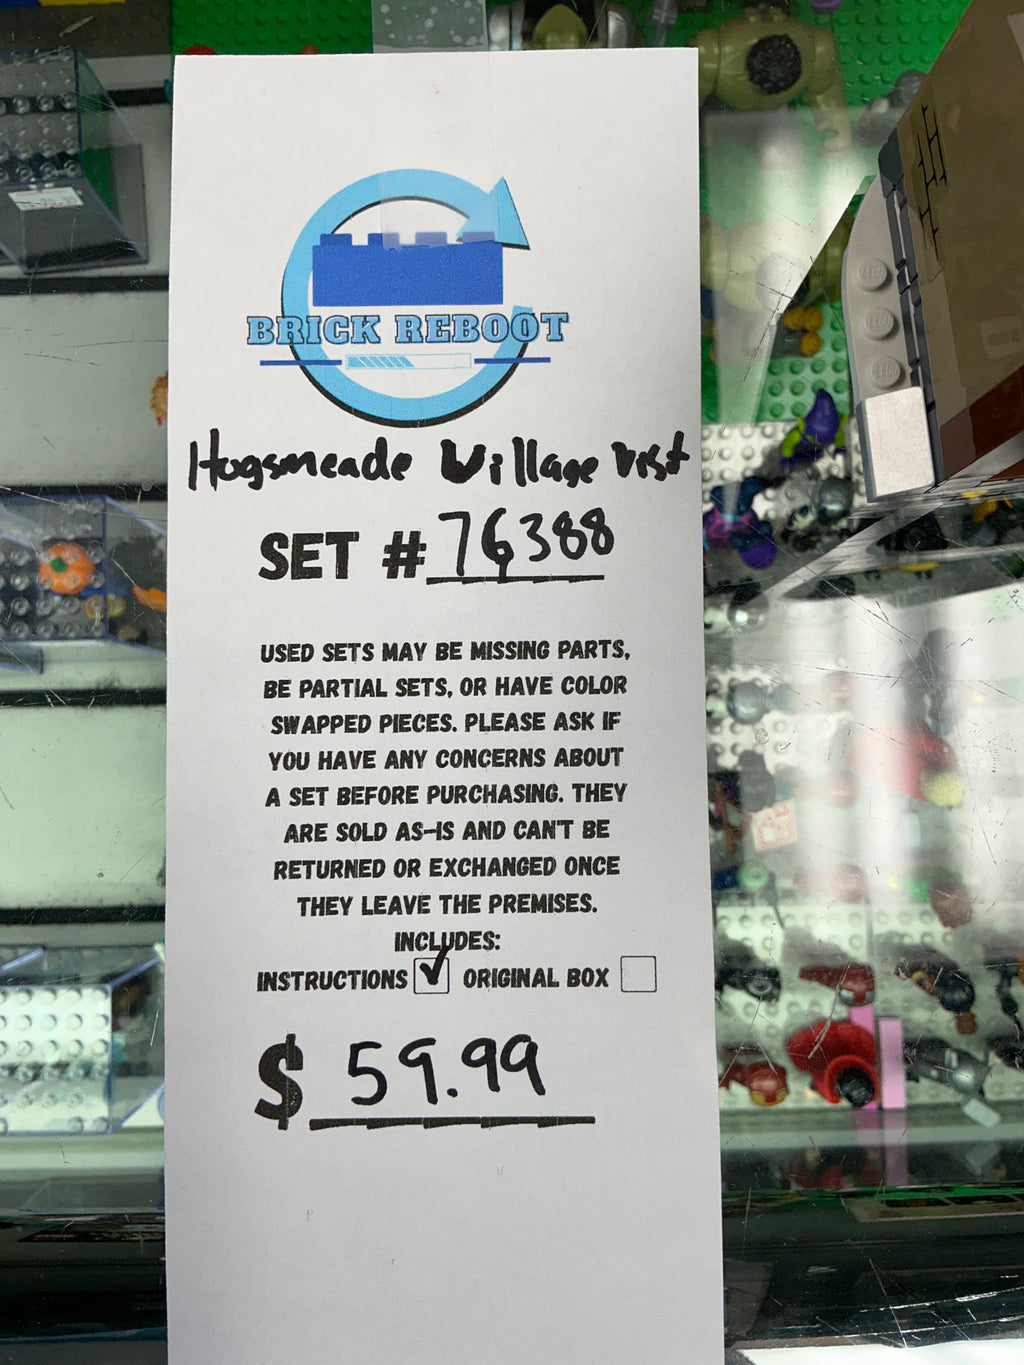 BRICK REBOOT
Hogsmeade Village Visit
SET # 76388
USED SETS MAY BE MISSING PARTS,
BE PARTIAL SETS, OR HAVE COLOR
SWAPPED PIECES. PLEASE ASK IF
YOU HAVE ANY CONCERNS ABOUT
A SET BEFORE PURCHASING. THEY
ARE SOLD AS-IS AND CAN'T BE
RETURNED OR EXCHANGED ONCE
THEY LEAVE THE PREMISES.
INCLUDES:
INSTRUCTIONS ✓ ORIGINAL BOX
$ 59.99